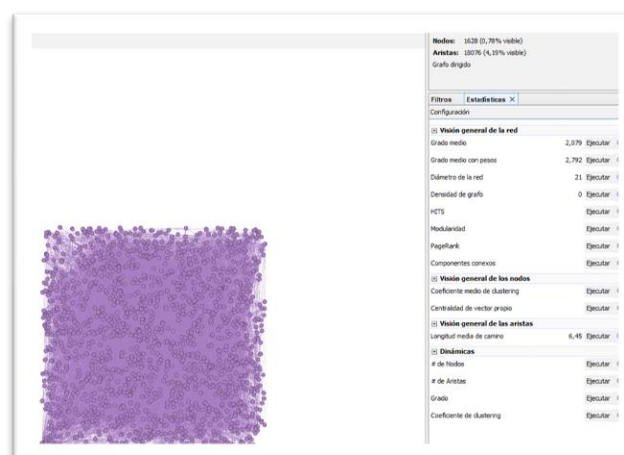 Nodos: 1628 (0,78% visible)
Aristas: 18076 (4,19% visible)
Grafo dirigido
Filtros Estadísticas ×
Configuración
Visión general de la red
Grado medio 2,079 Ejecutar
Grado medio con pesos 2,792 Ejecutar
Diámetro de la red 21 Ejecutar
Densidad de grafo 0 Ejecutar
HITS Ejecutar
Modularidad Ejecutar
PageRank Ejecutar
Componentes conexos Ejecutar
Visión general de los nodos
Coeficiente medio de clustering Ejecutar
Centralidad de vector propio Ejecutar
Visión general de las aristas
Longitud media de camino 6,45 Ejecutar
Dinámicas
# de Nodos Ejecutar
# de Aristas Ejecutar
Grado Ejecutar
Coeficiente de clustering Ejecutar